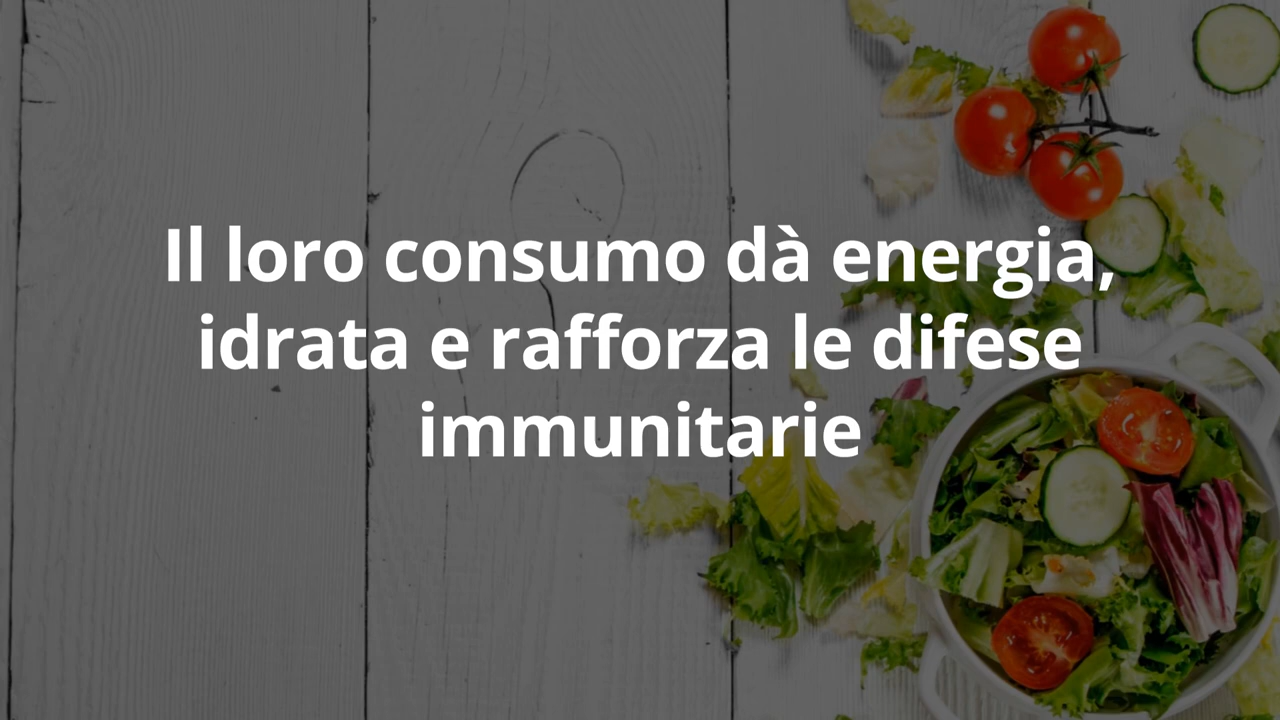 Il loro consumo dà energia,
idrata e rafforza le difese
immunitarie